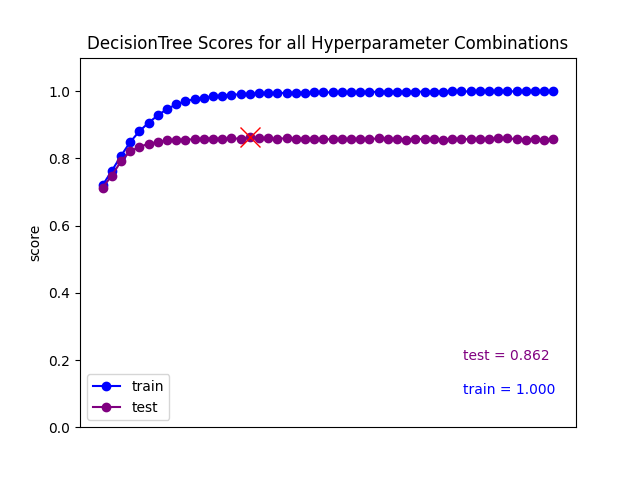 DecisionTree Scores for all Hyperparameter Combinations
score
1.0
0.8
0.6
0.4
0.2
0.0
test = 0.862
train = 1.000
train
test